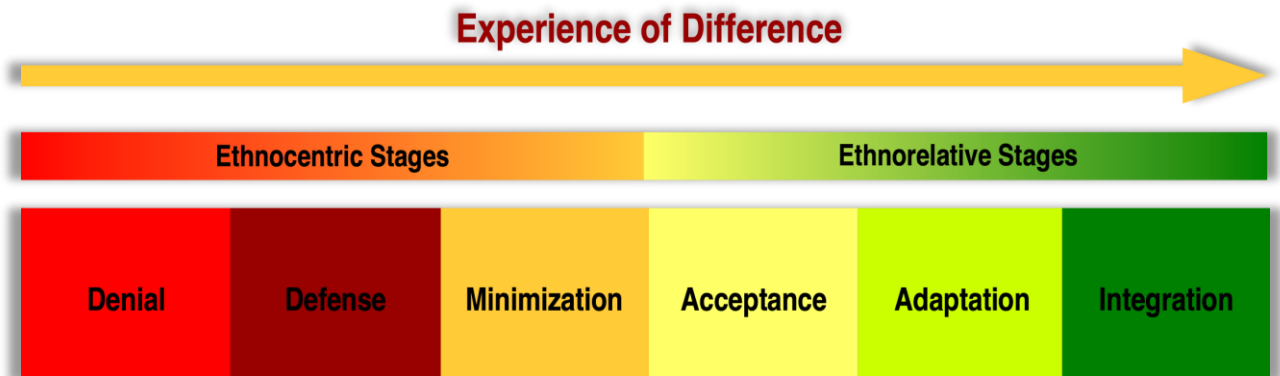 Experience of Difference
Ethnocentric Stages Ethnorelative Stages
Denial Defense Minimization Acceptance Adaptation Integration